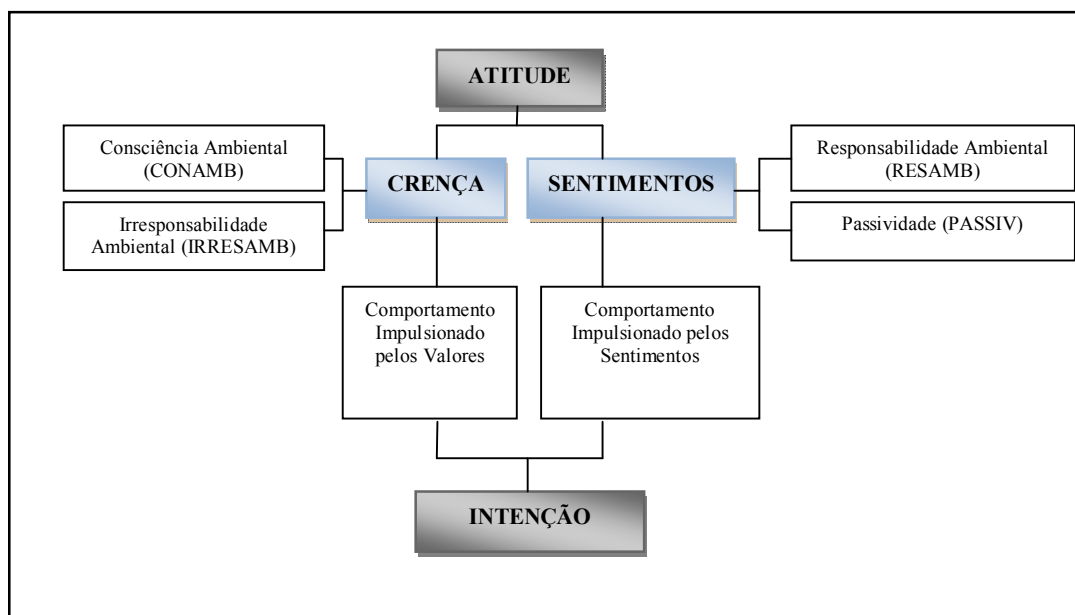 ATITUDE
Consciência Ambiental
(CONAMB)
Irresponsabilidade
Ambiental (IRRESAMB)
CRENÇA
SENTIMENTOS
Responsabilidade Ambiental
(RESAMB)
Passividade (PASSIV)
Comportamento
Impulsionado
pelos Valores
Comportamento
Impulsionado pelos
Sentimentos
INTENÇÃO